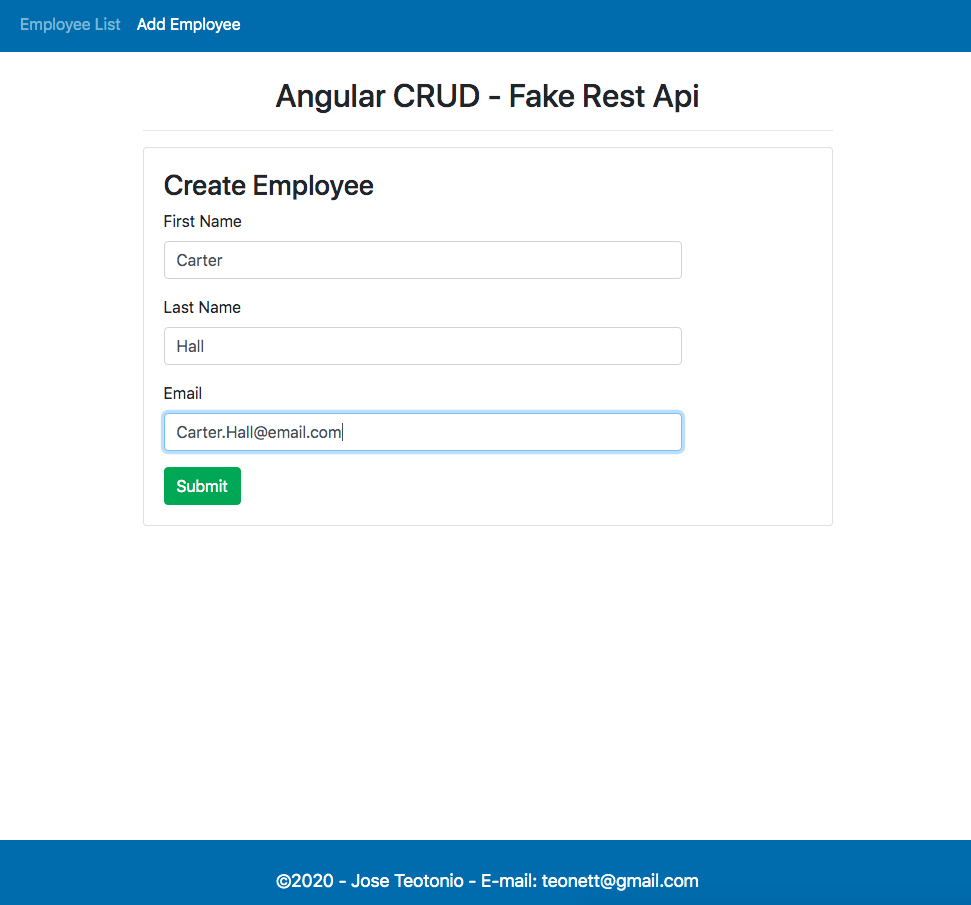 Employee List Add Employee
Angular CRUD - Fake Rest Api
Create Employee
First Name
Carter
Last Name
Hall
Email
Carter.Hall@email.com
Submit
©2020 - Jose Teotonio - E-mail: teonett@gmail.com